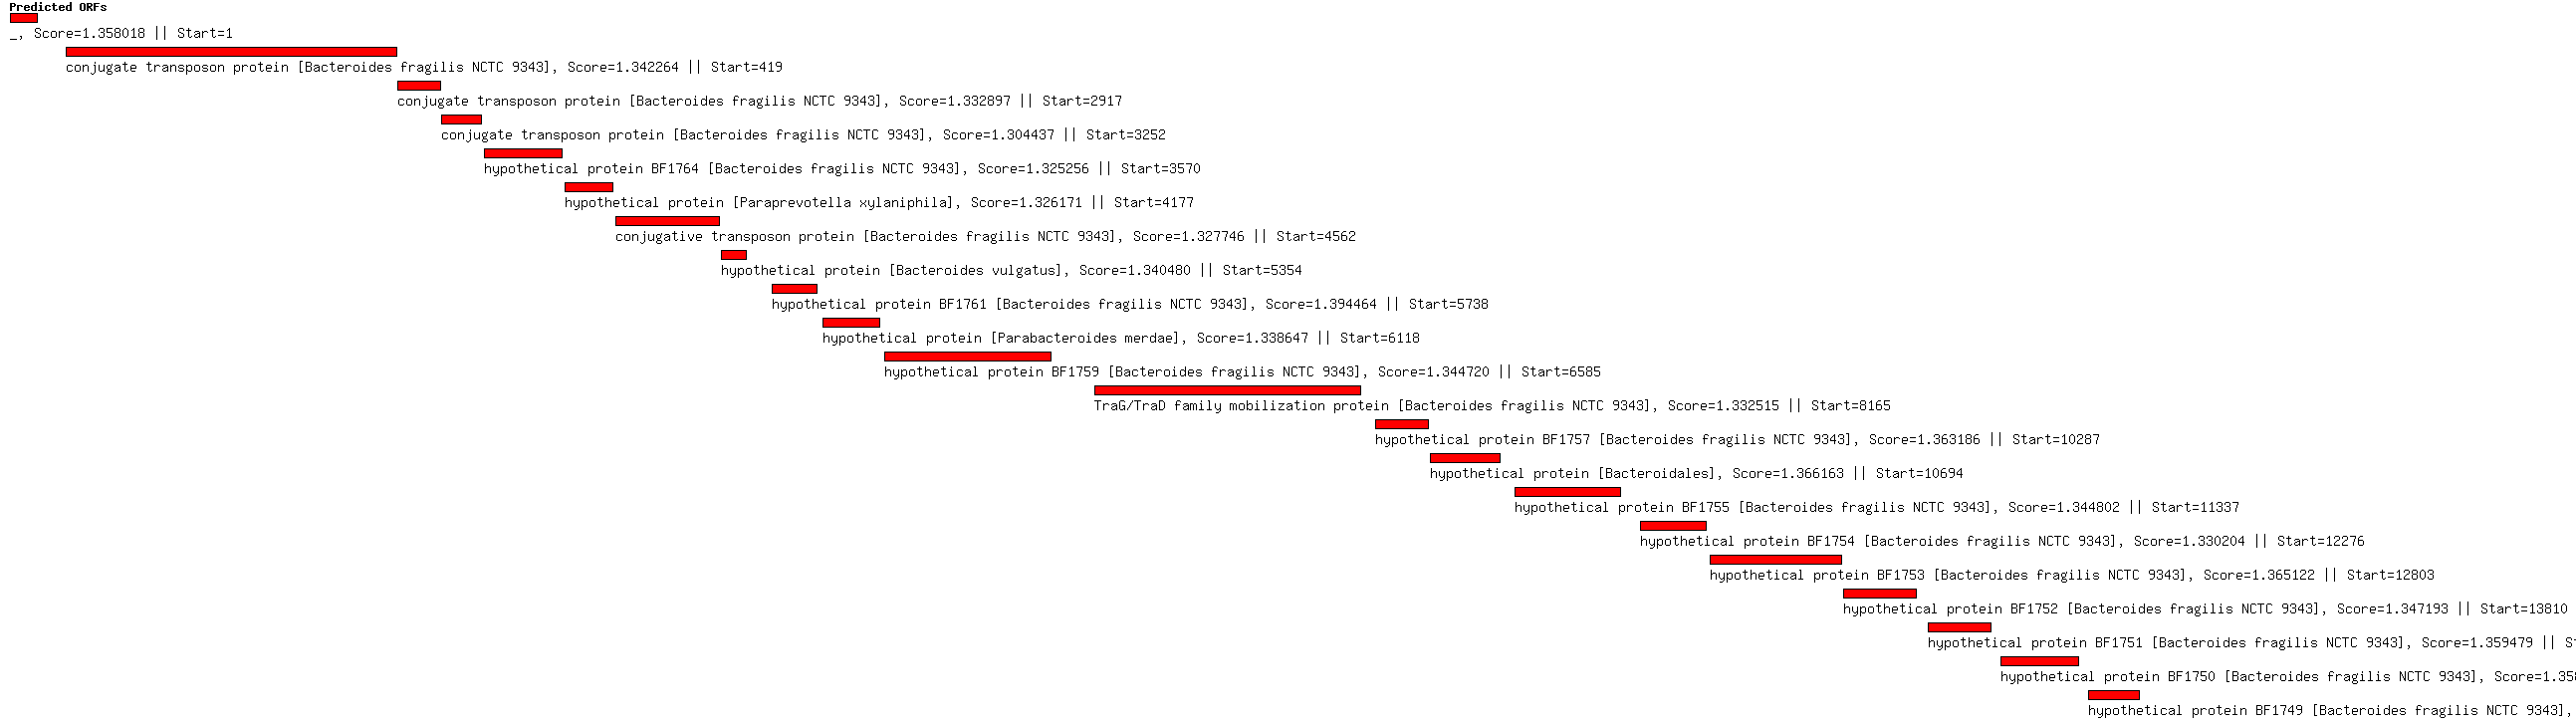 Predicted ORFs
_, Score=1.358018 || Start=1
conjugate transposon protein [Bacteroides fragilis NCTC 9343], Score=1.342264 || Start=419
conjugate transposon protein [Bacteroides fragilis NCTC 9343], Score=1.332897 || Start=2917
conjugate transposon protein [Bacteroides fragilis NCTC 9343], Score=1.304437 || Start=3252
hypothetical protein BF1764 [Bacteroides fragilis NCTC 9343], Score=1.325256 || Start=3570
hypothetical protein [Paraprevotella xylaniphila], Score=1.326171 || Start=4177
conjugative transposon protein [Bacteroides fragilis NCTC 9343], Score=1.327746 || Start=4562
hypothetical protein [Bacteroides vulgatus], Score=1.340480 || Start=5354
hypothetical protein BF1761 [Bacteroides fragilis NCTC 9343], Score=1.394464 || Start=5738
hypothetical protein [Parabacteroides merdae], Score=1.338647 || Start=6118
hypothetical protein BF1759 [Bacteroides fragilis NCTC 9343], Score=1.344720 || Start=6585
TraG/TraD family mobilization protein [Bacteroides fragilis NCTC 9343], Score=1.332515 || Start=8165
hypothetical protein BF1757 [Bacteroides fragilis NCTC 9343], Score=1.363186 || Start=10287
hypothetical protein [Bacteroidales], Score=1.366163 || Start=10694
hypothetical protein BF1755 [Bacteroides fragilis NCTC 9343], Score=1.344802 || Start=11337
hypothetical protein BF1754 [Bacteroides fragilis NCTC 9343], Score=1.330204 || Start=12276
hypothetical protein BF1753 [Bacteroides fragilis NCTC 9343], Score=1.365122 || Start=12803
hypothetical protein BF1752 [Bacteroides fragilis NCTC 9343], Score=1.347193 || Start=13810
hypothetical protein BF1751 [Bacteroides fragilis NCTC 9343], Score=1.359479 ||
hypothetical protein BF1750 [Bacteroides fragilis NCTC 9343], Score=1.35
hypothetical protein BF1749 [Bacteroides fragilis NCTC 9343],